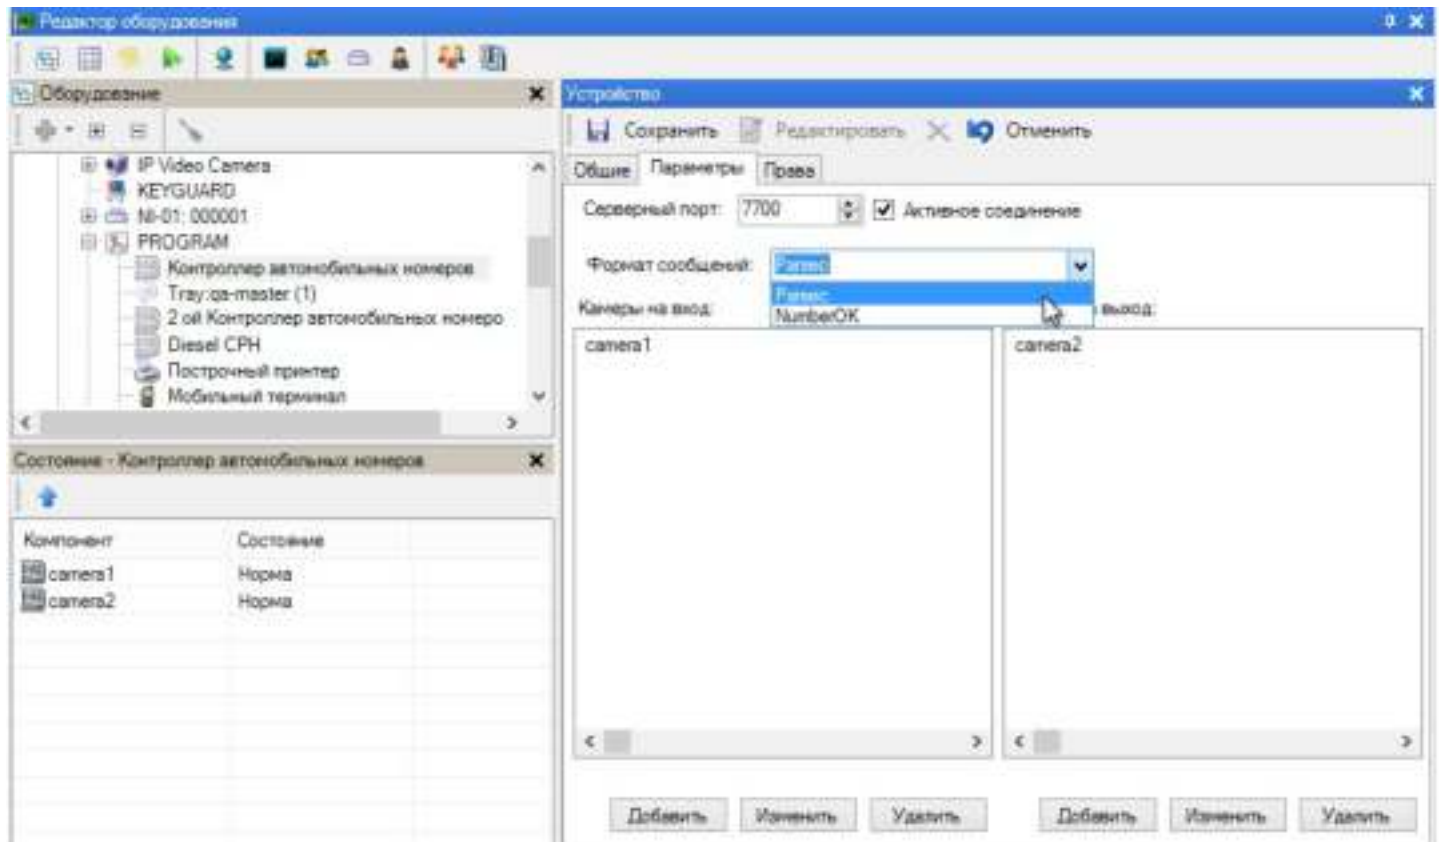 Редактор оборудования
Оборудование
IP Video Camera
KEYGUARD
NI-01: 000001
PROGRAM
Контроллер автомобильных номеров
Tray:qa-master (1)
2 ой Контроллер автомобильных номеро
Diesel CPH
Построчный принтер
Мобильный терминал
Состояние - Контроллер автомобильных номеров
Компонент Состояние
camera1 Норма
camera2 Норма
Устройство
Сохранить Редактировать Отменить
Общие Параметры Права
Серверный порт: 7700 Активное соединение
Формат сообщений: Parsec
Parsec
NumberOK
Камеры на вход: выход:
camera1 camera2
Добавить Изменить Удалить Добавить Изменить Удалить